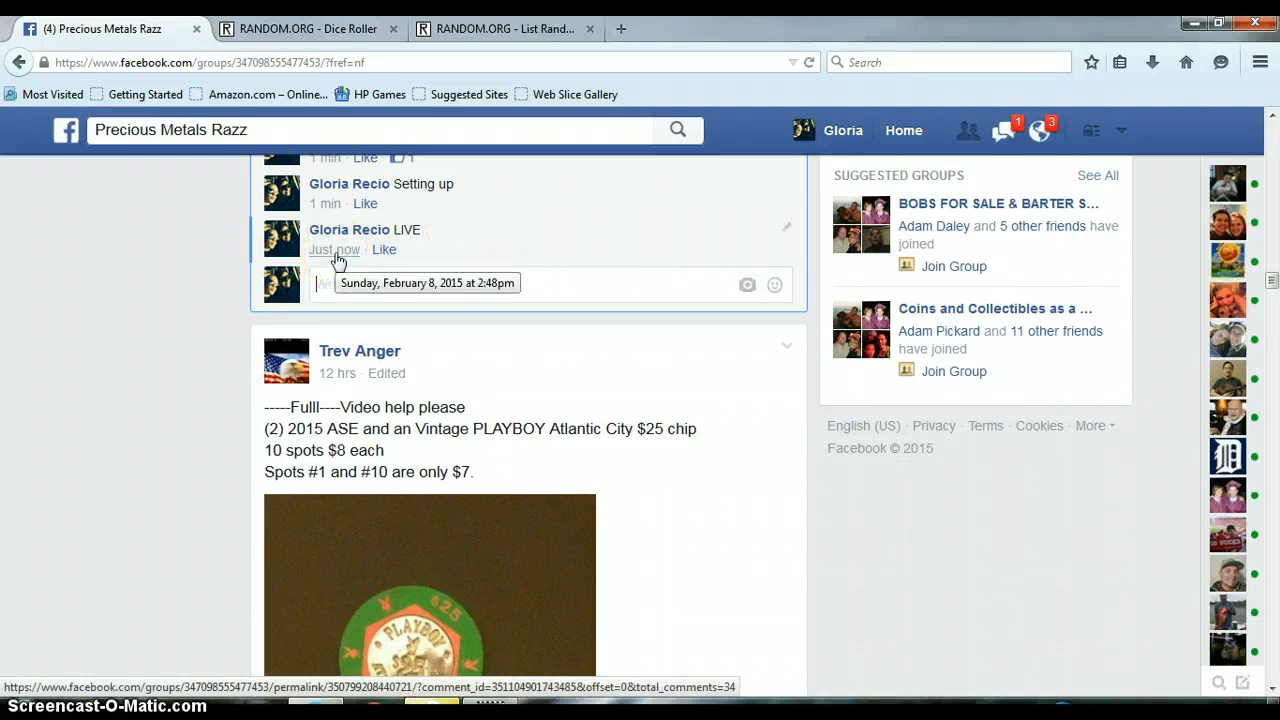 (4) Precious Metals Razz
RANDOM.ORG - Dice Roller
RANDOM.ORG - List Rand...
https://www.facebook.com/groups/347098555477453/?fref=nf
Search
Most Visited
Getting Started
Amazon.com – Online...
HP Games
Suggested Sites
Web Slice Gallery
Precious Metals Razz
Gloria
Home
1
3
1 min · Like · 1
Gloria Recio Setting up
1 min · Like
Gloria Recio LIVE
Just now · Like
Sunday, February 8, 2015 at 2:48pm
Trev Anger
12 hrs · Edited
-----Fulll----Video help please
(2) 2015 ASE and an Vintage PLAYBOY Atlantic City $25 chip
10 spots $8 each
Spots #1 and #10 are only $7.
$25
PLAYBOY
SUGGESTED GROUPS
See All
BOBS FOR SALE & BARTER S...
Adam Daley and 5 other friends have
joined
Join Group
Coins and Collectibles as a ...
Adam Pickard and 11 other friends
have joined
Join Group
English (US) · Privacy · Terms · Cookies · More
Facebook © 2015
https://www.facebook.com/groups/347098555477453/permalink/350799208440721/?comment_id=351104901743485&offset=0&total_comments=34
Screencast-O-Matic.com